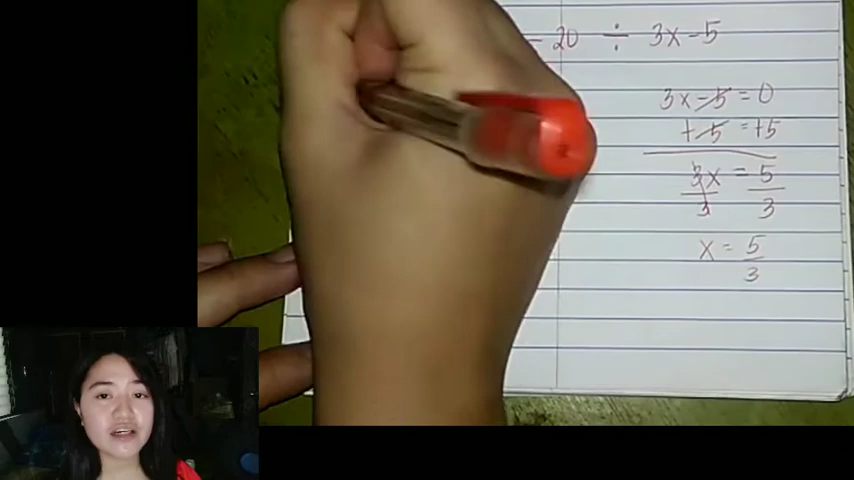 - 20 ÷ 3x - 5
3x - 5 = 0
+ 5 = +5
3x = 5
3 3
x = 5
3